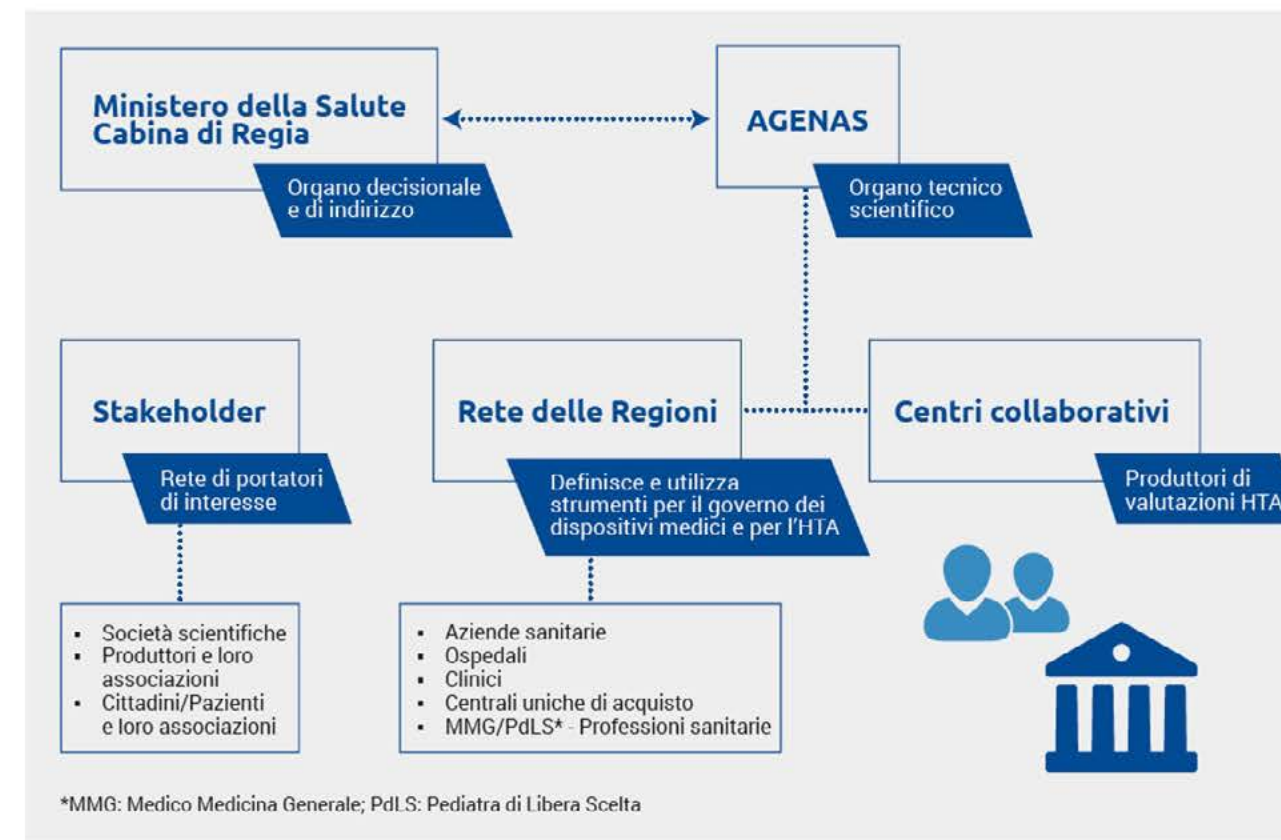 Ministero della Salute
Cabina di Regia
Organo decisionale
e di indirizzo
AGENAS
Organo tecnico
scientifico
Stakeholder
Rete di portatori
di interesse
Rete delle Regioni
Definisce e utilizza
strumenti per il governo dei
dispositivi medici e per l'HTA
Centri collaborativi
Produttori di
valutazioni HTA
▪ Società scientifiche
▪ Produttori e loro
associazioni
▪ Cittadini/Pazienti
e loro associazioni
▪ Aziende sanitarie
▪ Ospedali
▪ Clinici
▪ Centrali uniche di acquisto
▪ MMG/PdLS* - Professioni sanitarie
*MMG: Medico Medicina Generale; PdLS: Pediatra di Libera Scelta